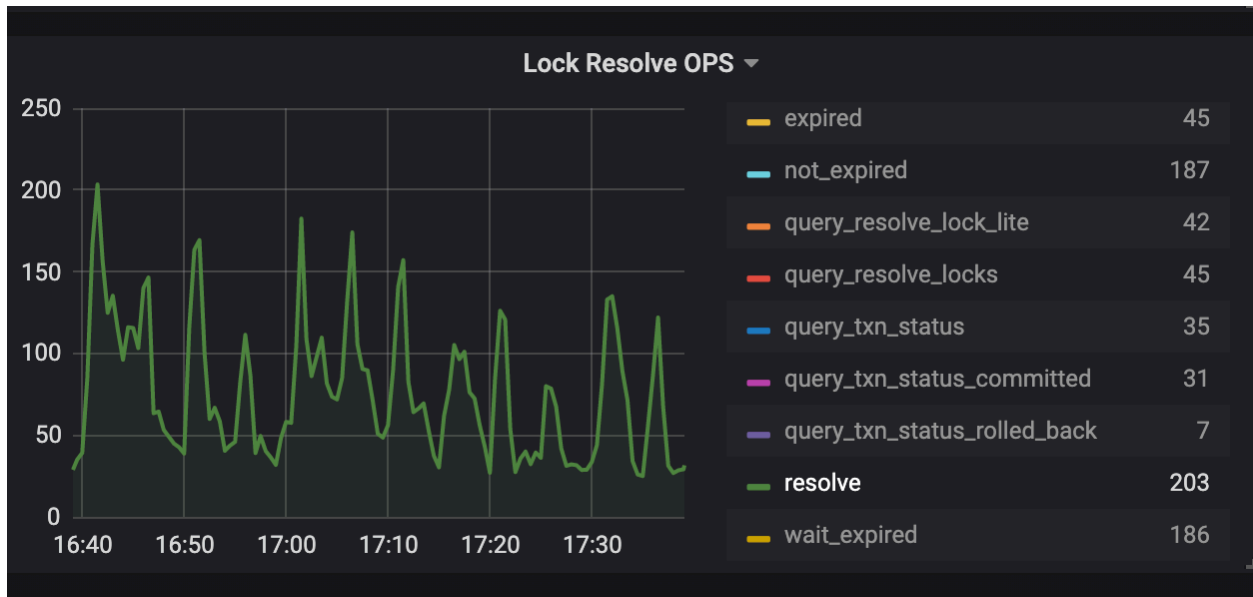 Lock Resolve OPS
250
200
150
100
50
0
16:40 16:50 17:00 17:10 17:20 17:30
expired 45
not_expired 187
query_resolve_lock_lite 42
query_resolve_locks 45
query_txn_status 35
query_txn_status_committed 31
query_txn_status_rolled_back 7
resolve 203
wait_expired 186